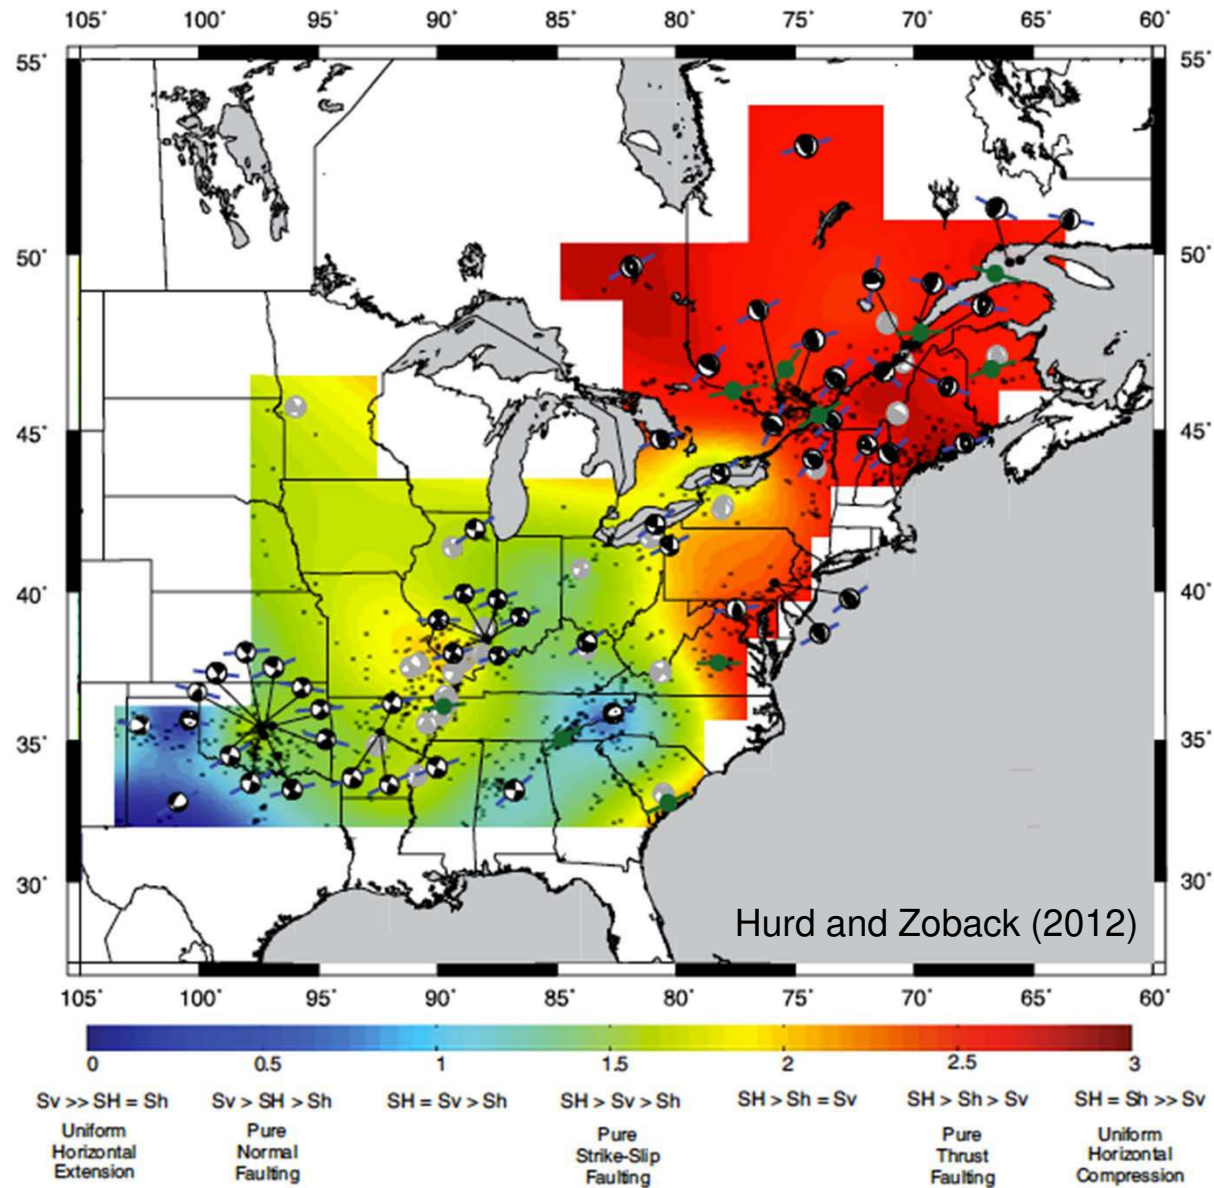 105° 100° 95° 90° 85° 80° 75° 70° 65° 60°
55° 55°
50° 50°
45° 45°
40° 40°
35° 35°
30° 30°
Hurd and Zoback (2012)
105° 100° 95° 90° 85° 80° 75° 70° 65° 60°
0 0.5 1 1.5 2 2.5 3
Sv >> SH = Sh Sv > SH > Sh SH = Sv > Sh SH > Sv > Sh SH > Sh = Sv SH > Sh > Sv SH = Sh >> Sv
Uniform Pure Pure Pure Uniform
Horizontal Normal Strike-Slip Thrust Horizontal
Extension Faulting Faulting Faulting Compression